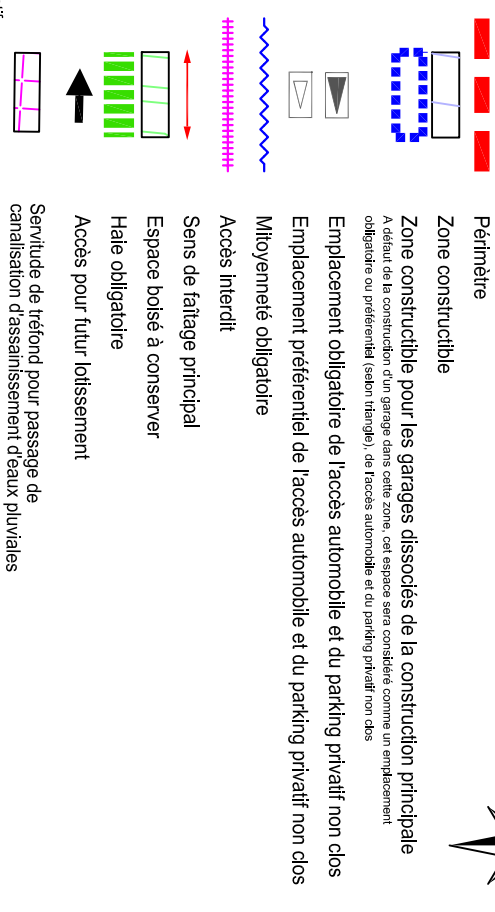 Périmètre
Zone constructible
Zone constructible pour les garages dissociés de la construction principale
A défaut de la construction d'un garage dans cette zone, cet espace sera considéré comme un emplacement
obligatoire ou préférentiel (selon triangle), de l'accès automobile et du parking privatif non clos
Emplacement obligatoire de l'accès automobile et du parking privatif non clos
Emplacement préférentiel de l'accès automobile et du parking privatif non clos
Mitoyenneté obligatoire
Accès interdit
Sens de faîtage principal
Espace boisé à conserver
Haie obligatoire
Accès pour futur lotissement
Servitude de tréfond pour passage de
canalisation d'assainissement d'eaux pluviales